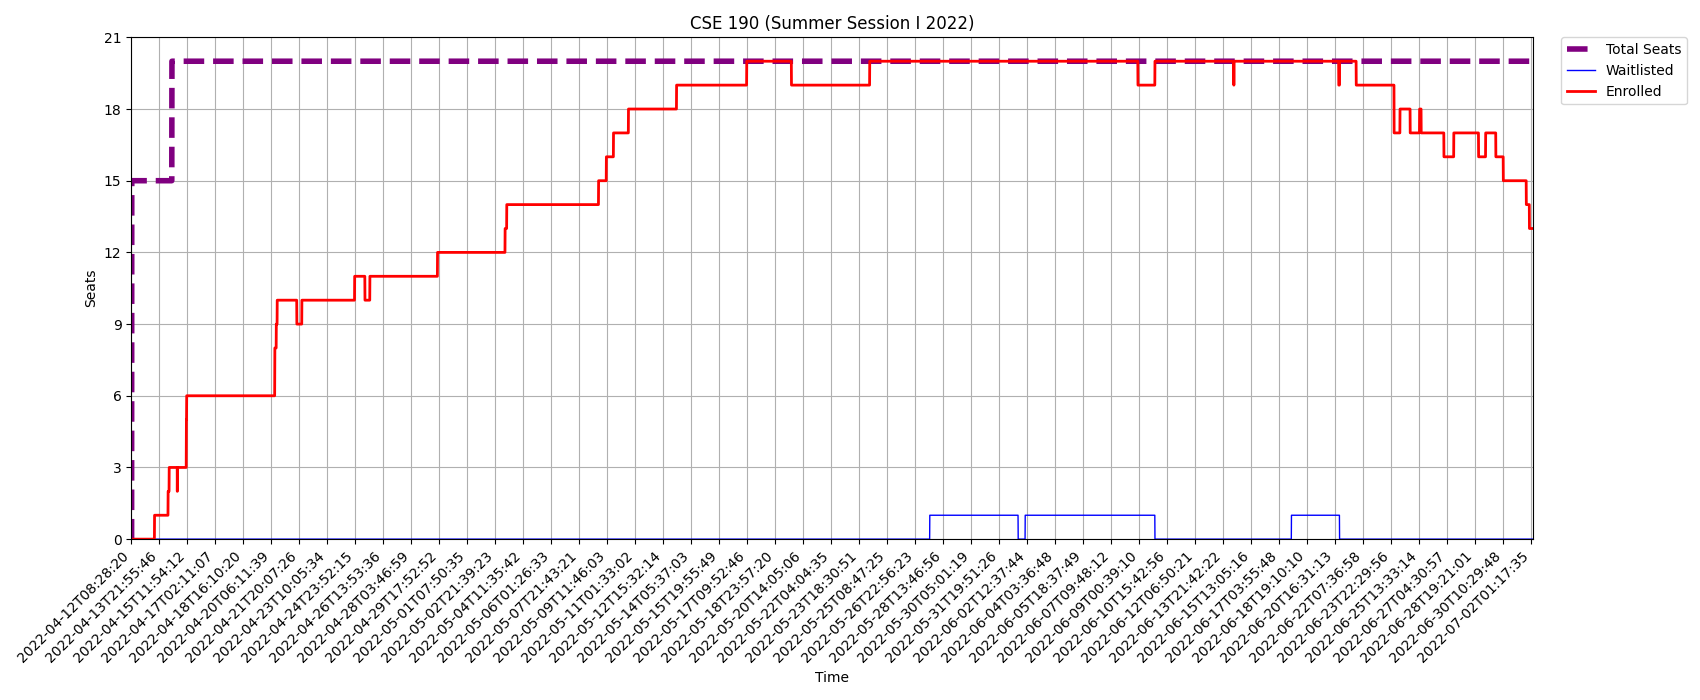 CSE 190 (Summer Session I 2022)
Total Seats
Waitlisted
Enrolled
Seats
21
18
15
12
9
6
3
0
2022-04-12T08:28:20
2022-04-13T21:55:46
2022-04-15T11:54:12
2022-04-17T02:11:07
2022-04-18T16:10:20
2022-04-20T06:11:39
2022-04-21T20:07:26
2022-04-23T10:05:34
2022-04-24T23:52:15
2022-04-26T13:53:36
2022-04-28T03:46:59
2022-04-29T17:52:52
2022-05-01T07:50:35
2022-05-02T21:39:23
2022-05-04T11:35:42
2022-05-06T01:26:33
2022-05-07T21:43:21
2022-05-09T11:46:03
2022-05-11T01:33:02
2022-05-12T15:32:14
2022-05-14T05:37:03
2022-05-15T19:55:49
2022-05-17T09:52:46
2022-05-18T23:57:20
2022-05-20T14:05:06
2022-05-22T04:04:35
2022-05-23T18:30:51
2022-05-25T08:47:25
2022-05-26T22:56:23
2022-05-28T13:46:56
2022-05-30T05:01:19
2022-05-31T19:51:26
2022-06-02T12:37:44
2022-06-04T03:36:48
2022-06-05T18:37:49
2022-06-07T09:48:12
2022-06-09T00:39:10
2022-06-10T15:42:56
2022-06-12T06:50:21
2022-06-13T21:42:22
2022-06-15T13:05:16
2022-06-17T03:55:48
2022-06-18T19:10:10
2022-06-20T16:31:13
2022-06-22T07:36:58
2022-06-23T22:29:56
2022-06-25T13:33:14
2022-06-27T04:30:57
2022-06-28T19:21:01
2022-06-30T10:29:48
2022-07-02T01:17:35
Time